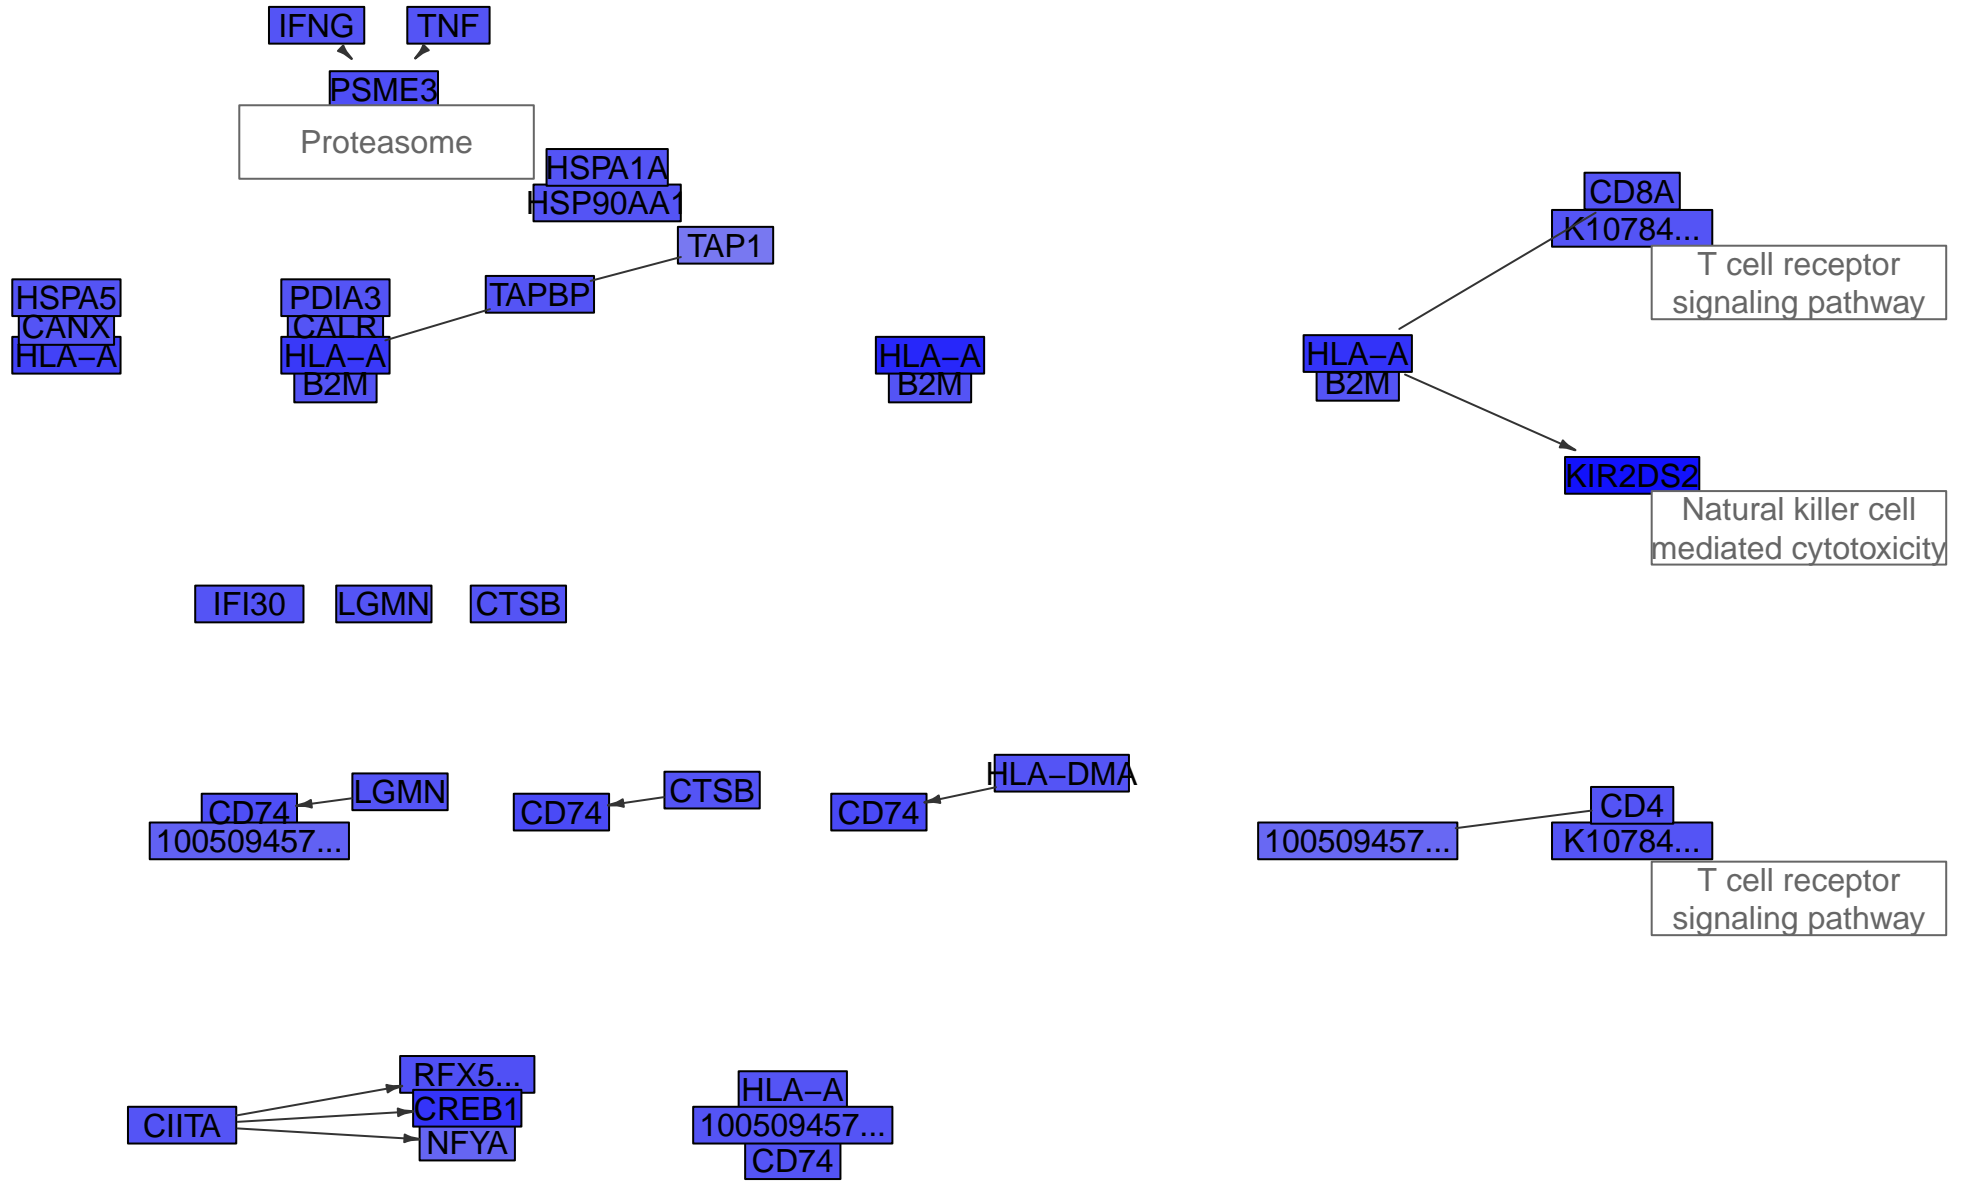 IFNG
TNF
PSME3
Proteasome
HSPA1A
HSP90AA1
CD8A
K10784...
TAP1
T cell receptor
signaling pathway
HSPA5
PDIA3
TAPBP
CANX
CALR
HLA−A
HLA−A
HLA−A
HLA−A
B2M
B2M
B2M
KIR2DS2
Natural killer cell
mediated cytotoxicity
IFI30
LGMN
CTSB
HLA−DMA
LGMN
CTSB
CD74
CD74
CD74
CD4
100509457...
100509457...
K10784...
T cell receptor
signaling pathway
RFX5...
HLA−A
CREB1
CIITA
100509457...
NFYA
CD74